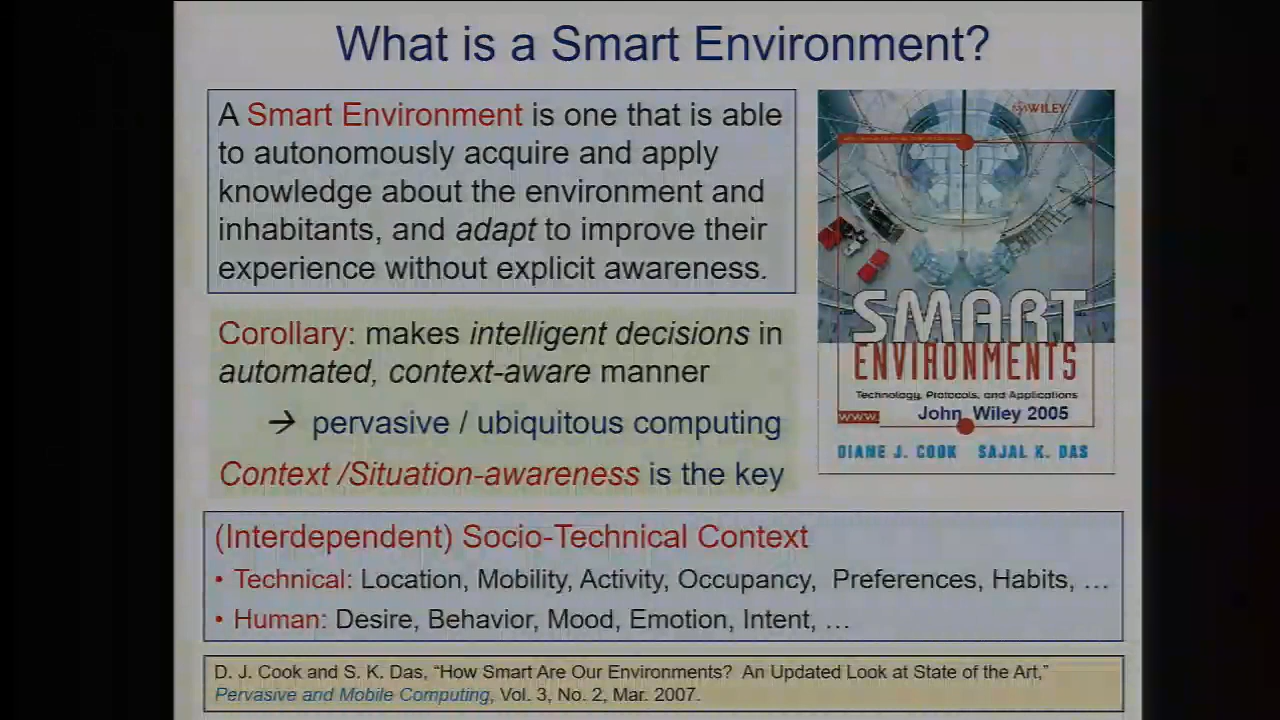 What is a Smart Environment?
A Smart Environment is one that is able
to autonomously acquire and apply
knowledge about the environment and
inhabitants, and adapt to improve their
experience without explicit awareness.
Corollary: makes intelligent decisions in
automated, context-aware manner
→ pervasive / ubiquitous computing
Context /Situation-awareness is the key
WILEY
SMART
ENVIRONMENTS
Technology, Protocols, and Applications
www.
John Wiley 2005
DIANE J. COOK SAJAL K. DAS
(Interdependent) Socio-Technical Context
• Technical: Location, Mobility, Activity, Occupancy, Preferences, Habits, …
• Human: Desire, Behavior, Mood, Emotion, Intent, …
D. J. Cook and S. K. Das, “How Smart Are Our Environments? An Updated Look at State of the Art,”
Pervasive and Mobile Computing, Vol. 3, No. 2, Mar. 2007.